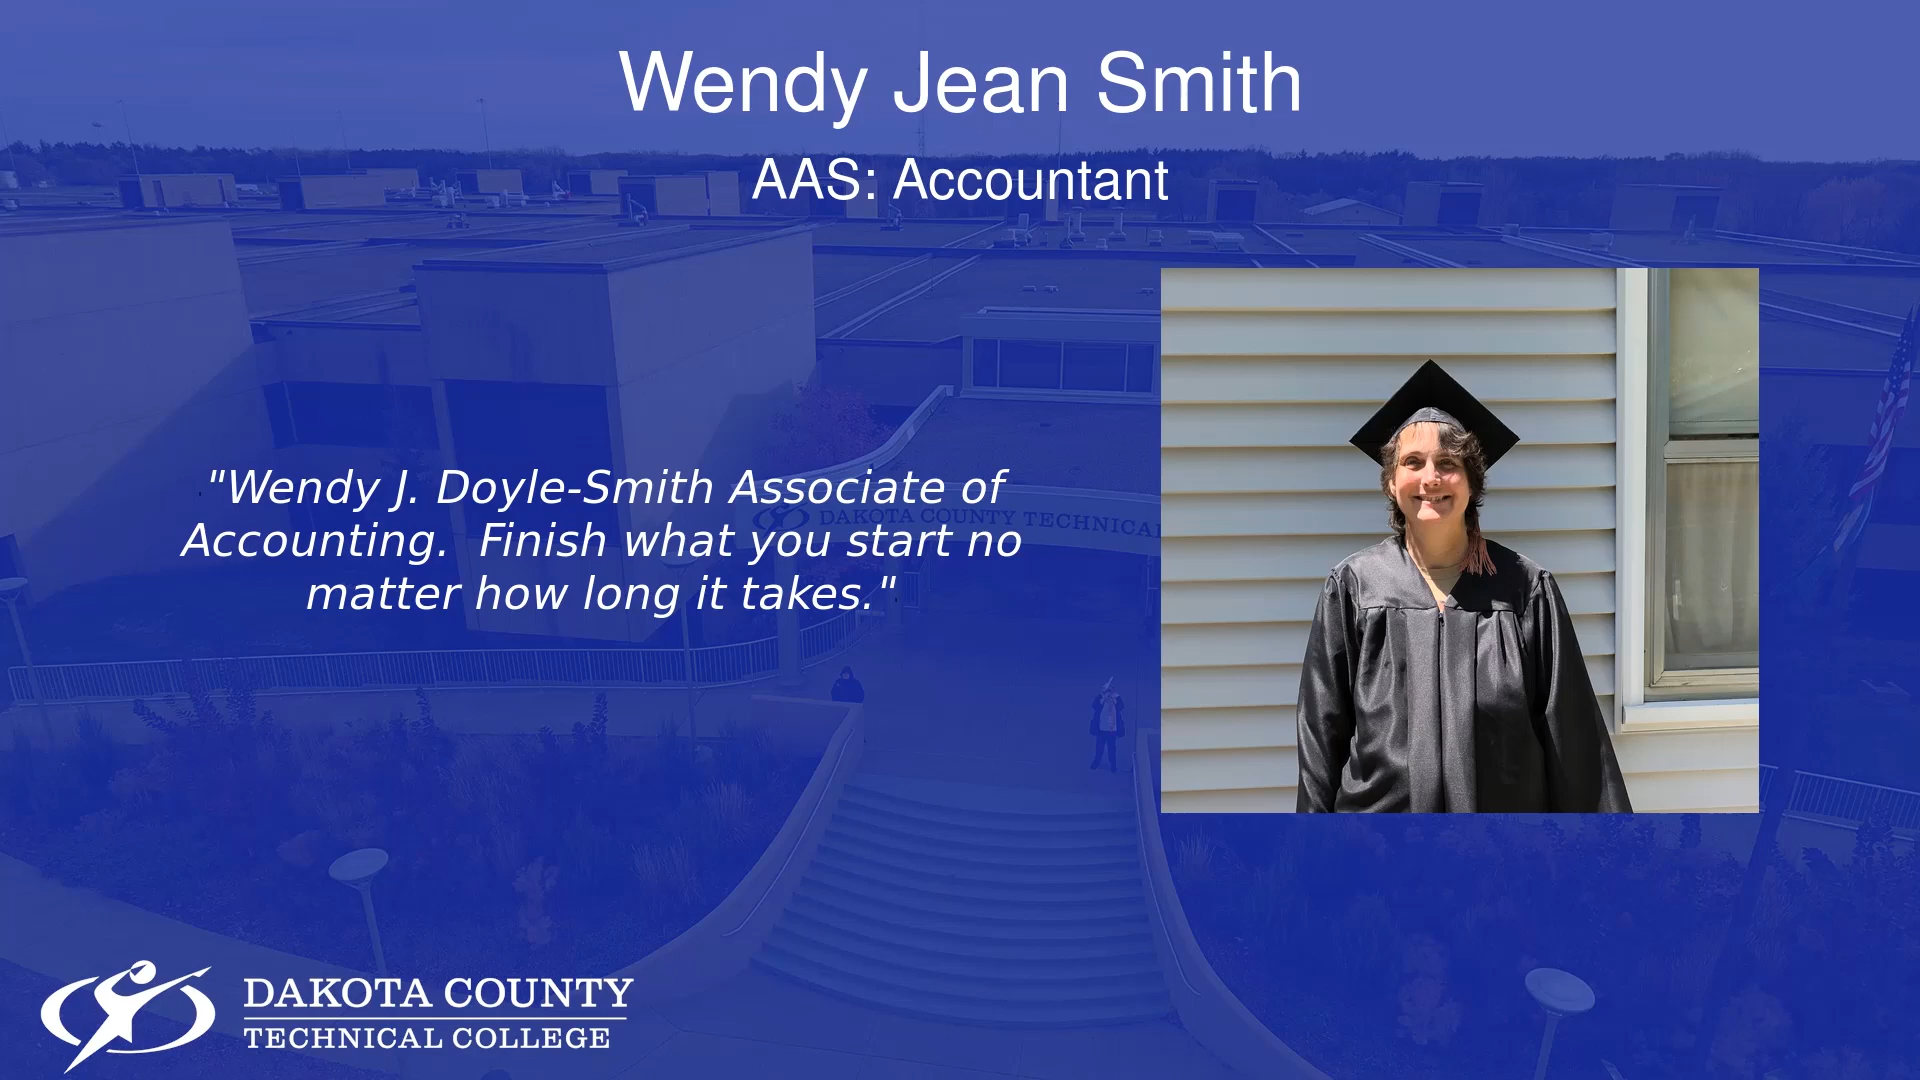 Wendy Jean Smith
AAS: Accountant
"Wendy J. Doyle-Smith Associate of
Accounting.  Finish what you start no
matter how long it takes."
DAKOTA COUNTY TECHNICAL
DAKOTA COUNTY
TECHNICAL COLLEGE